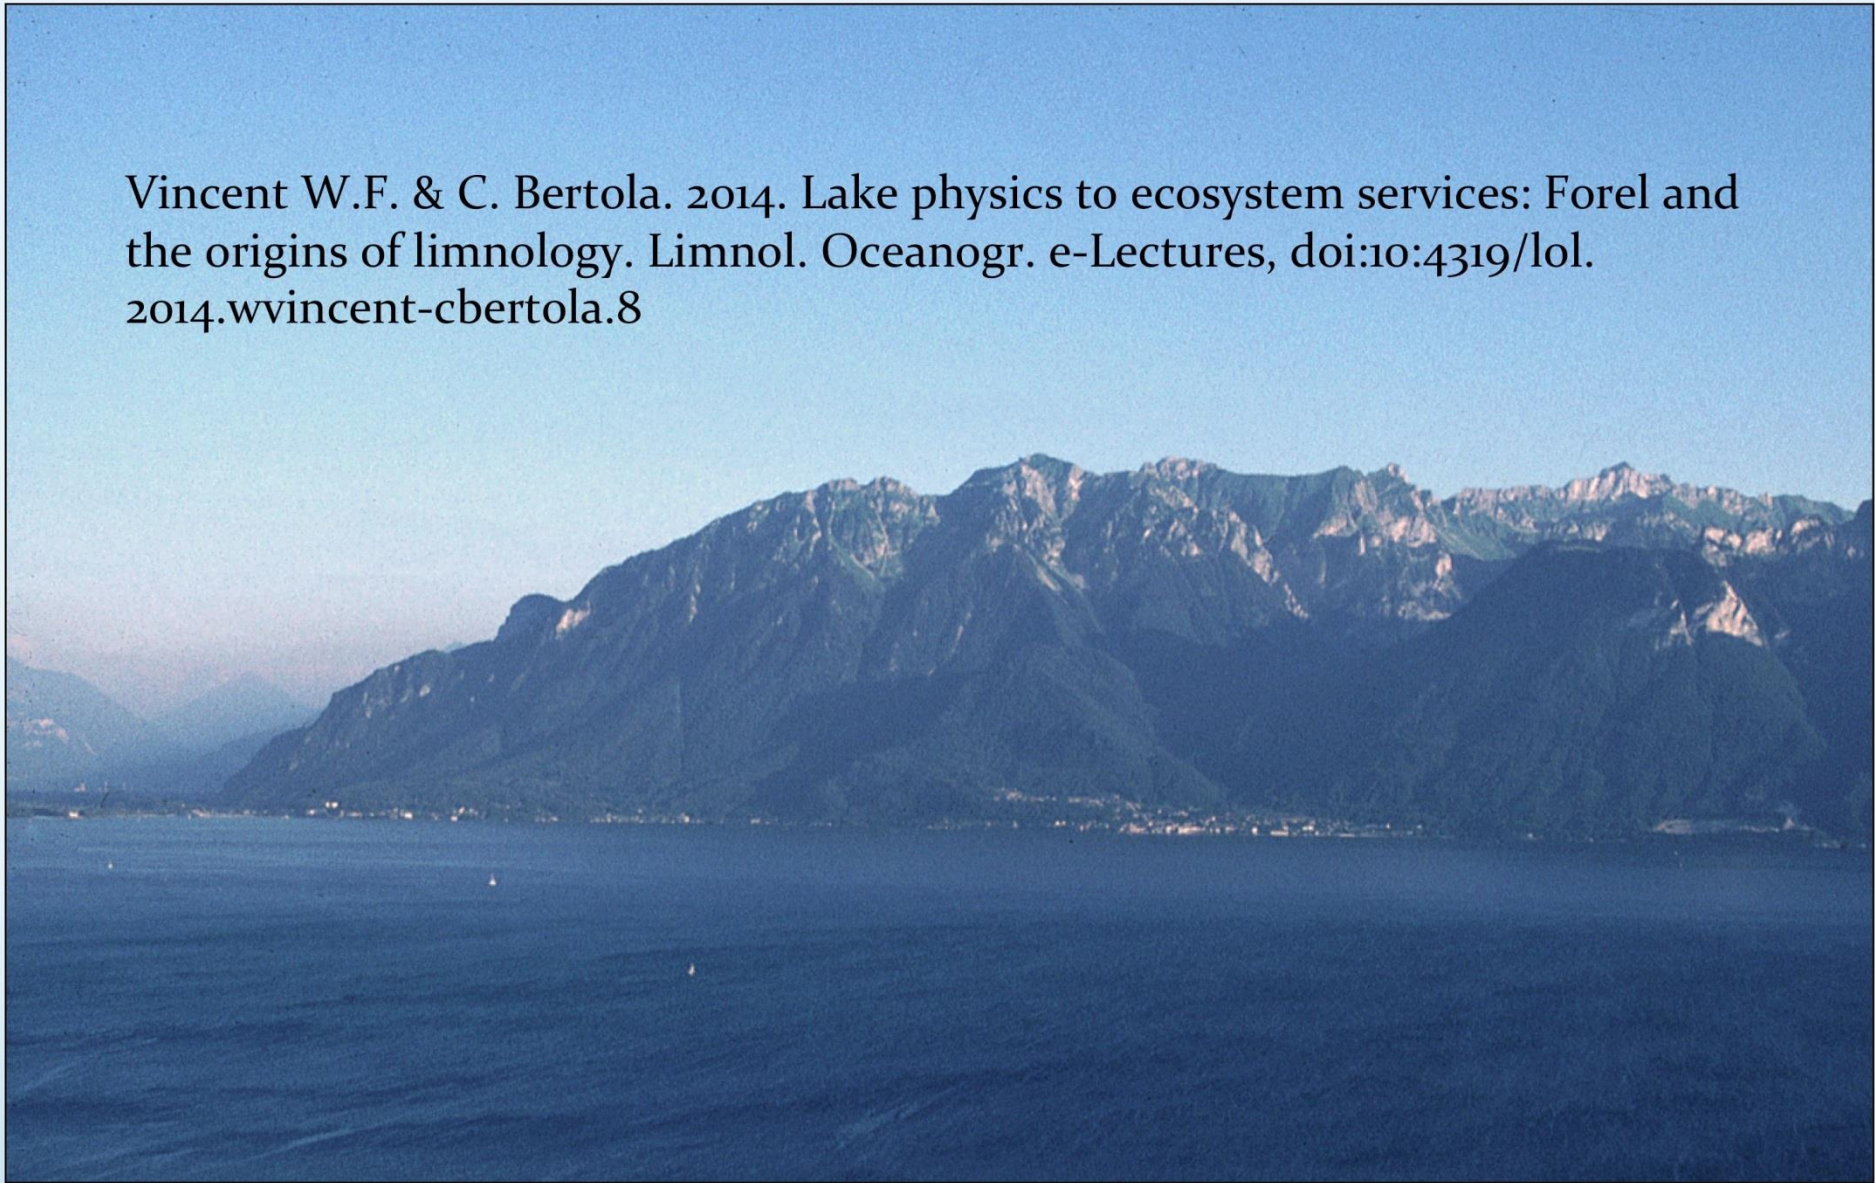 Vincent W.F. & C. Bertola. 2014. Lake physics to ecosystem services: Forel and
the origins of limnology. Limnol. Oceanogr. e-Lectures, doi:10:4319/lol.
2014.wvincent-cbertola.8